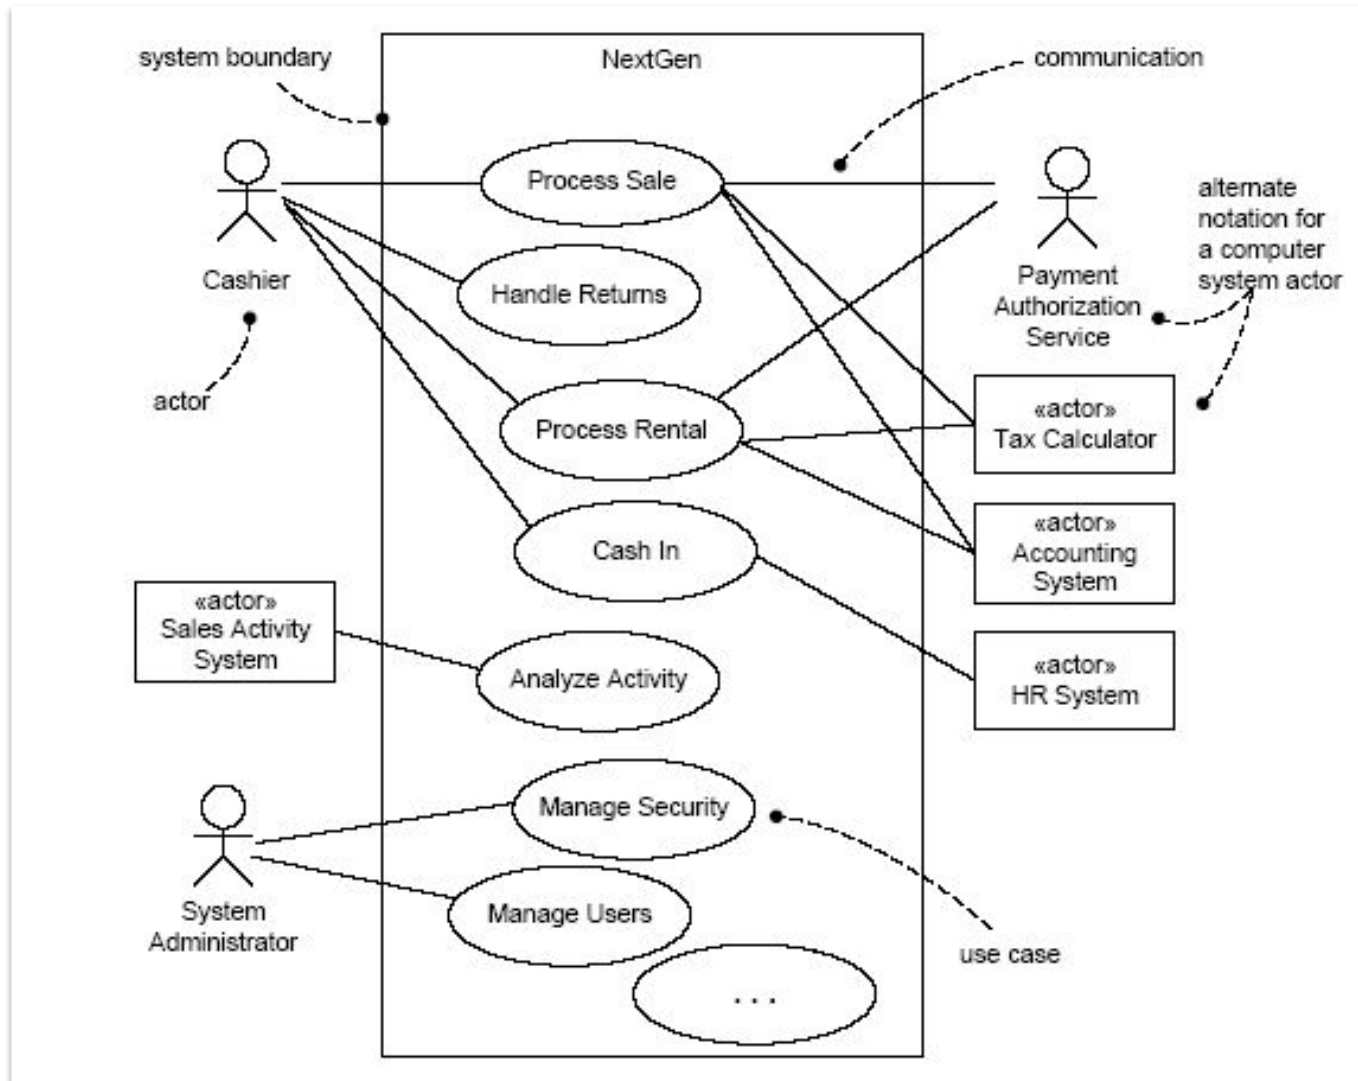 system boundary
NextGen
communication
Process Sale
alternate
notation for
a computer
system actor
Cashier
Handle Returns
Payment
Authorization
Service
actor
«actor»
Tax Calculator
Process Rental
«actor»
Accounting
System
Cash In
«actor»
Sales Activity
System
Analyze Activity
«actor»
HR System
Manage Security
System
Administrator
Manage Users
use case
. . .